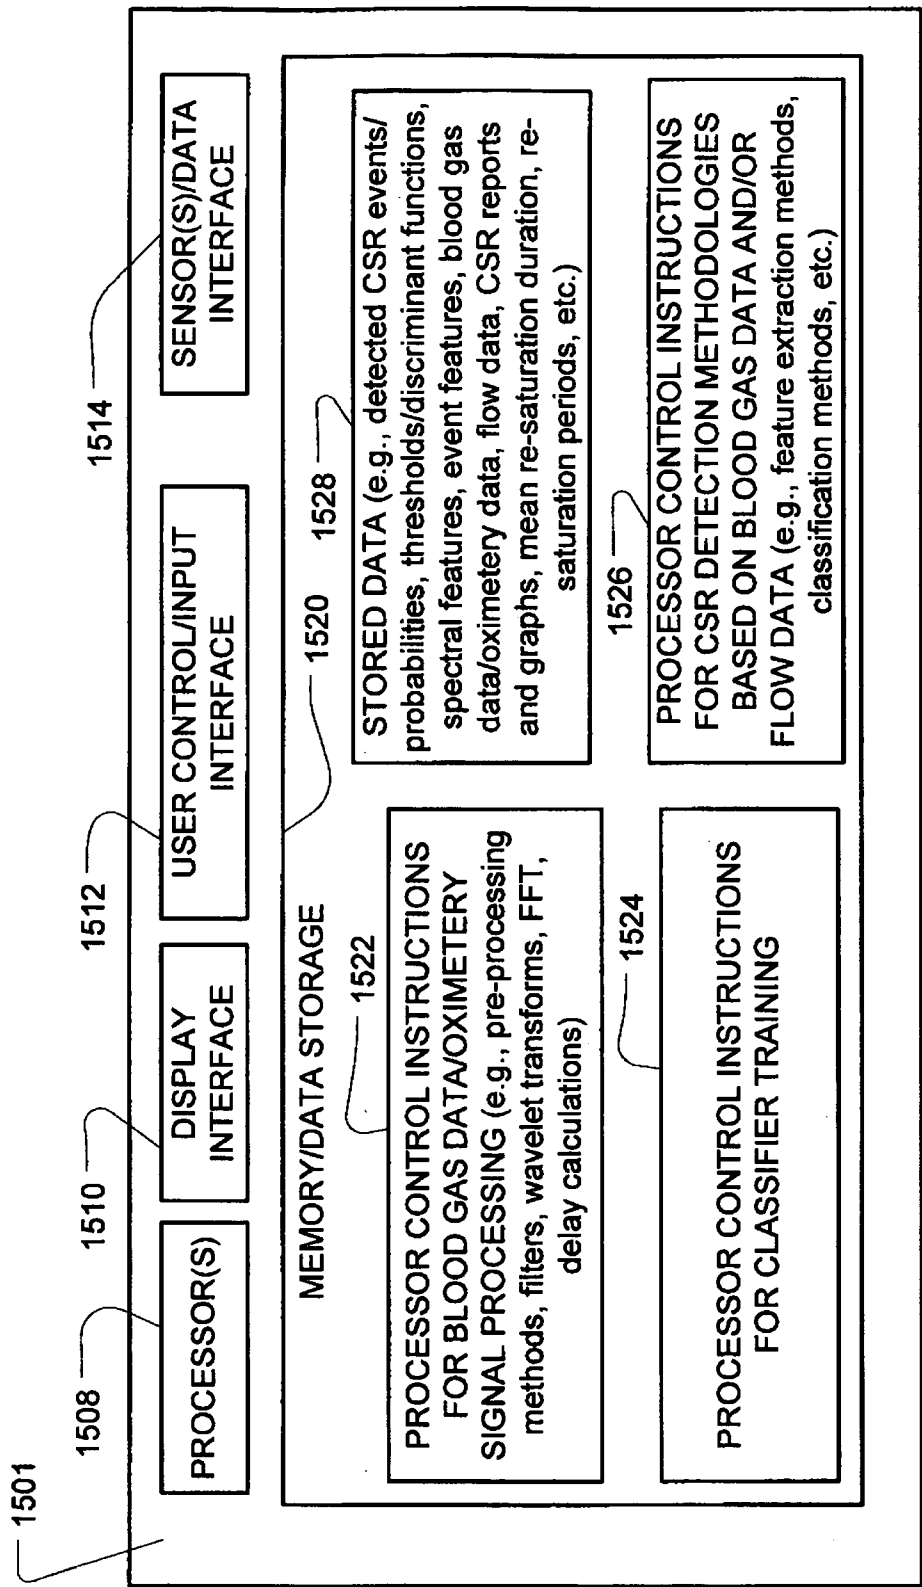 1501
1508
PROCESSOR(S)
1510
DISPLAY
INTERFACE
1512
USER CONTROL/INPUT
INTERFACE
1514
SENSOR(S)/DATA
INTERFACE
MEMORY/DATA STORAGE
1520
1522
PROCESSOR CONTROL INSTRUCTIONS
FOR BLOOD GAS DATA/OXIMETERY
SIGNAL PROCESSING (e.g., pre-processing
methods, filters, wavelet transforms, FFT,
delay calculations)
1528
STORED DATA (e.g., detected CSR events/
probabilities, thresholds/discriminant functions,
spectral features, event features, blood gas
data/oximetery data, flow data, CSR reports
and graphs, mean re-saturation duration, re-
saturation periods, etc.)
1524
PROCESSOR CONTROL INSTRUCTIONS
FOR CLASSIFIER TRAINING
1526
PROCESSOR CONTROL INSTRUCTIONS
FOR CSR DETECTION METHODOLOGIES
BASED ON BLOOD GAS DATA AND/OR
FLOW DATA (e.g., feature extraction methods,
classification methods, etc.)